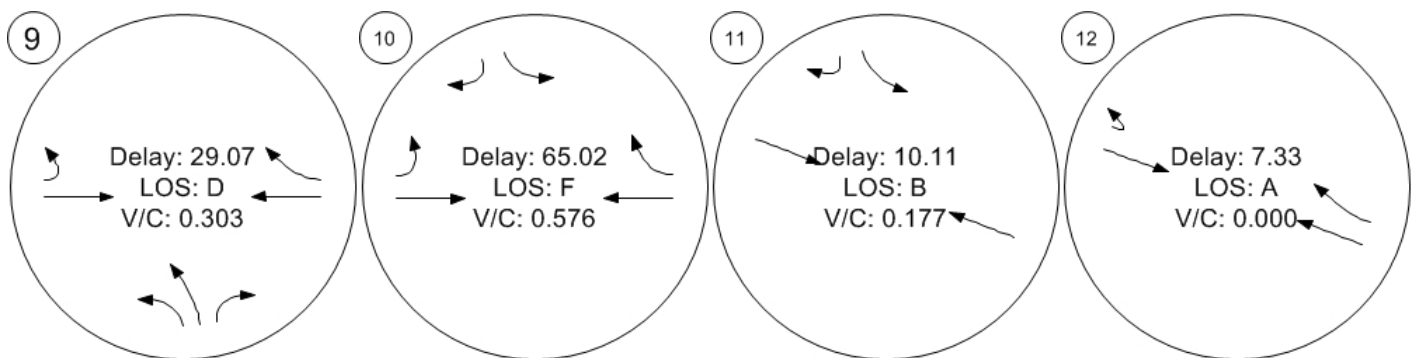 9
Delay: 29.07
LOS: D
V/C: 0.303
10
Delay: 65.02
LOS: F
V/C: 0.576
11
Delay: 10.11
LOS: B
V/C: 0.177
12
Delay: 7.33
LOS: A
V/C: 0.000